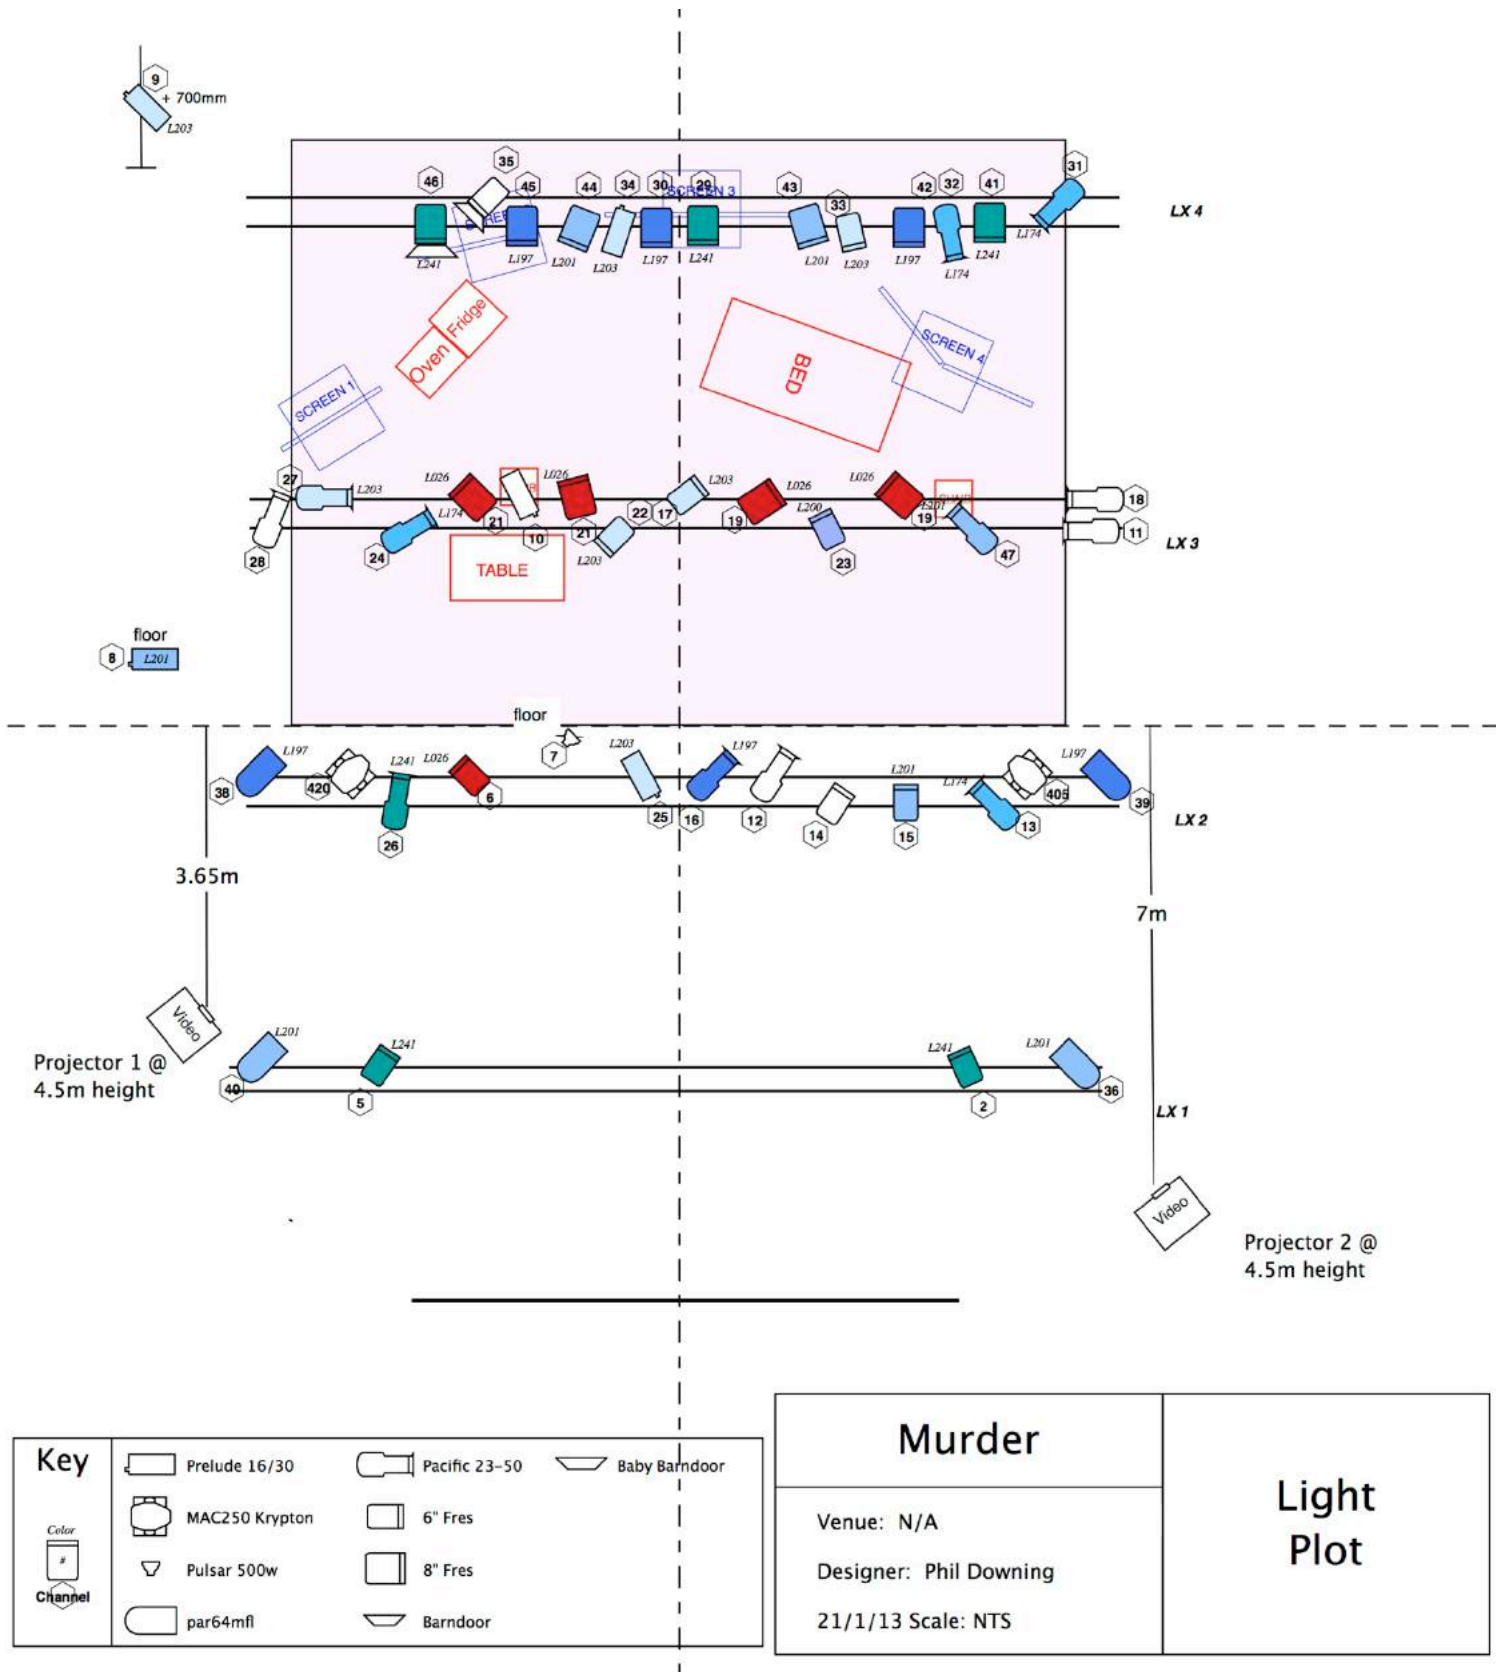 9
+ 700mm
L203
35
31
46
45
44
34
30
SCREEN 3
29
43
33
42
32
41
LX 4
L241
L197
L201
L203
L197
L241
L201
L203
L197
L174
L241
L174
Fridge
Oven
BED
SCREEN 4
SCREEN 1
27
L203
L026
L174
L026
L203
L026
L026
L201
18
28
24
21
10
21
L203
22
17
19
L200
23
19
47
11
LX 3
TABLE
floor
8
L201
floor
7
38
L197
420
L241
L026
6
26
L203
25
L197
16
12
14
L201
15
L174
13
405
L197
39
LX 2
3.65m
7m
Video
Projector 1 @
4.5m height
L201
40
L241
5
L241
2
L201
36
LX 1
Video
Projector 2 @
4.5m height
Key
Color
#
Channel
Prelude 16/30
MAC250 Krypton
Pulsar 500w
par64mfl
Pacific 23-50
6" Fres
8" Fres
Barndoor
Baby Barndoor
Murder
Venue: N/A
Designer: Phil Downing
21/1/13 Scale: NTS
Light
Plot